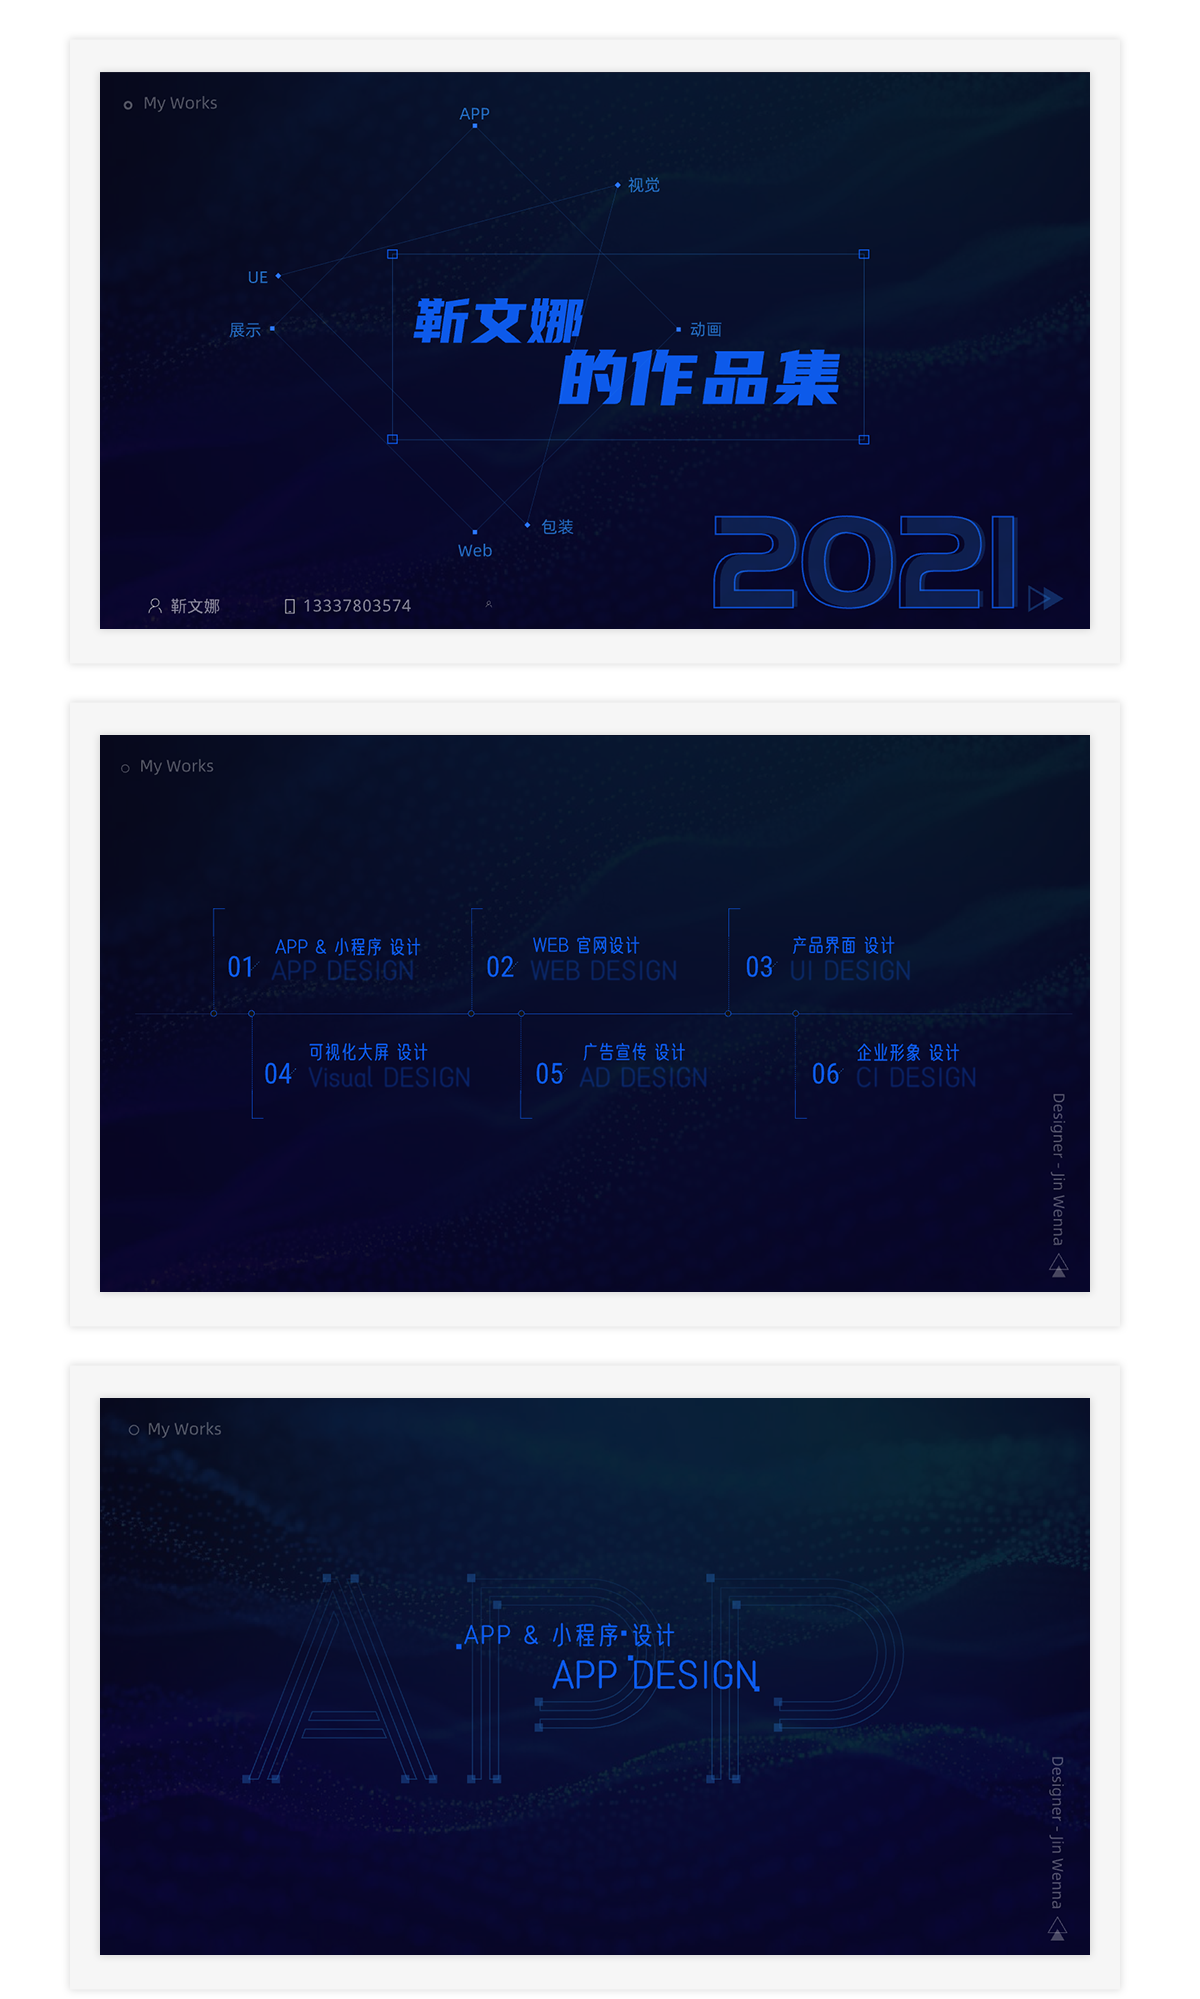 My Works
APP
视觉
UE
展示
动画
靳文娜
的作品集
包装
Web
2021
靳文娜
13337803574
My Works
01
APP & 小程序 设计
APP DESIGN
02
WEB 官网设计
WEB DESIGN
03
产品界面 设计
UI DESIGN
04
可视化大屏 设计
Visual DESIGN
05
广告宣传 设计
AD DESIGN
06
企业形象 设计
CI DESIGN
Designer - Jin Wenna
My Works
APP
APP & 小程序 设计
APP DESIGN
Designer - Jin Wenna